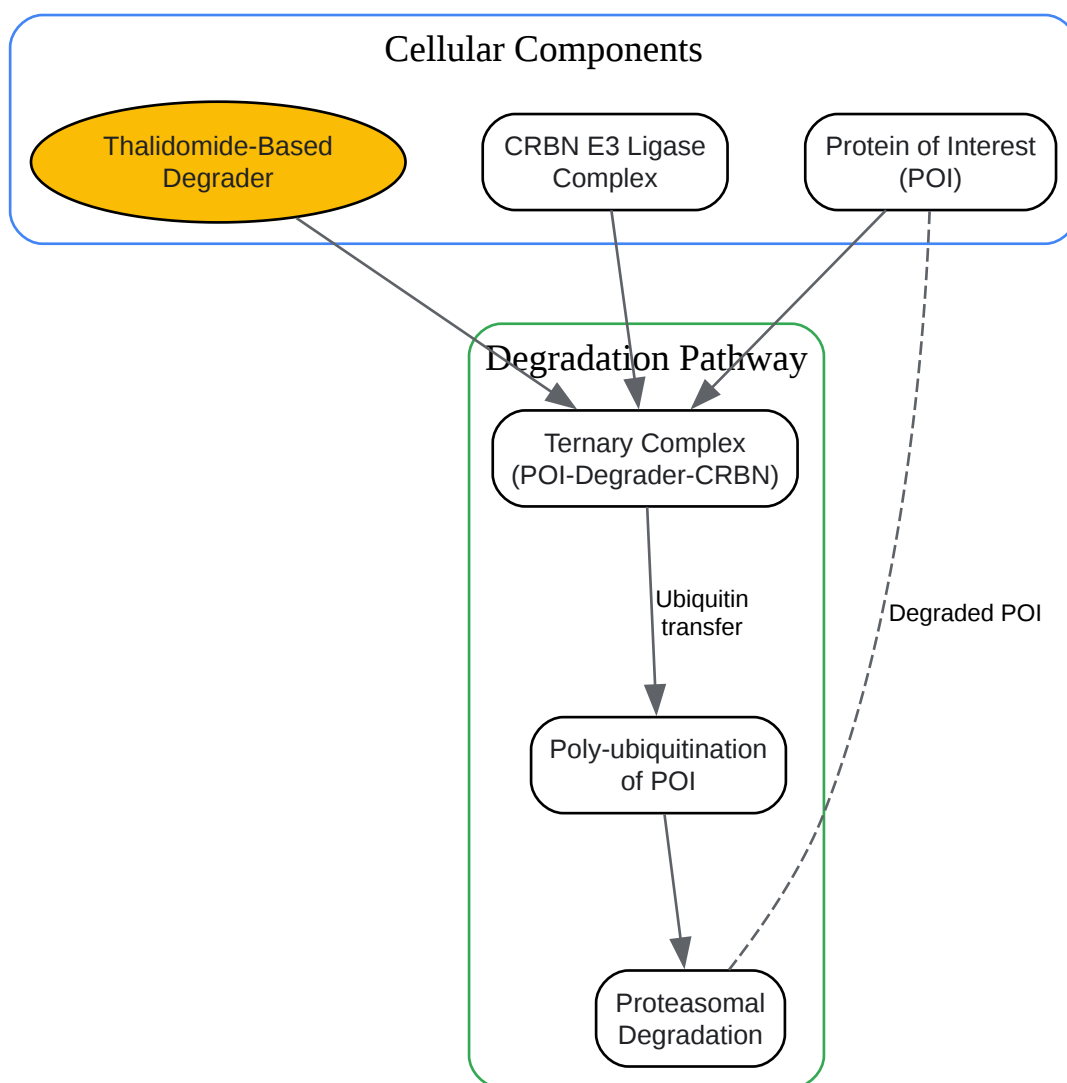 Cellular Components
Thalidomide-Based
Degrader
CRBN E3 Ligase
Complex
Protein of Interest
(POI)
Degradation Pathway
Ternary Complex
(POI-Degrader-CRBN)
Ubiquitin
transfer
Degraded POI
Poly-ubiquitination
of POI
Proteasomal
Degradation